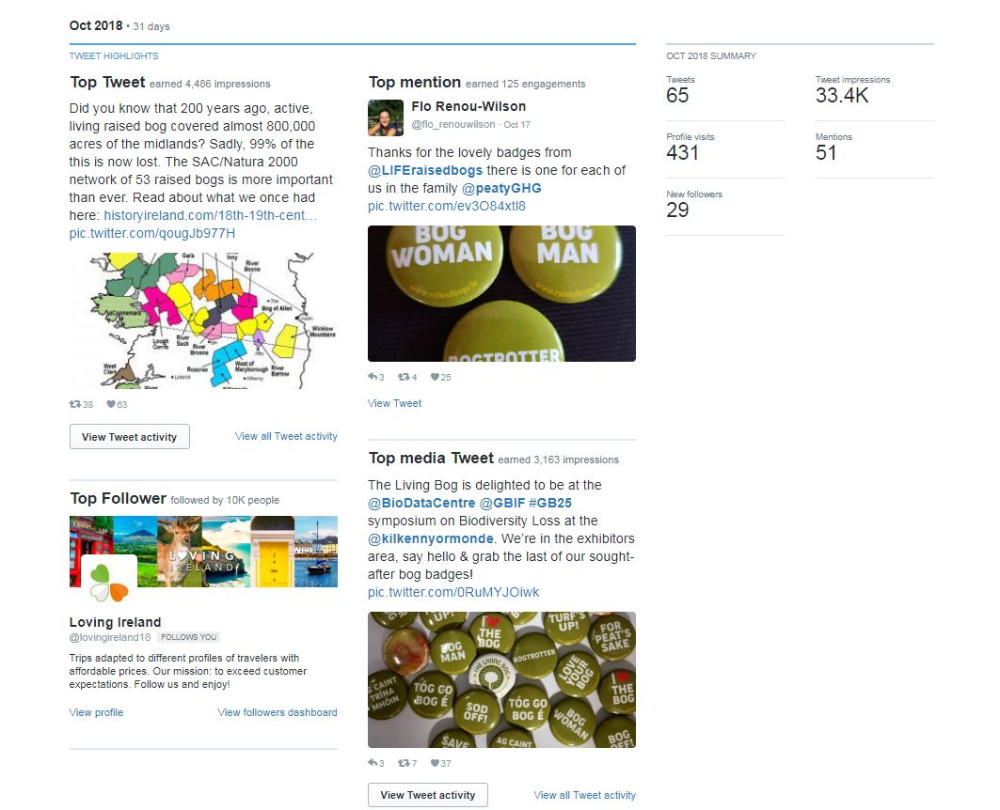 Oct 2018 • 31 days
TWEET HIGHLIGHTS
Top Tweet earned 4,486 impressions
Did you know that 200 years ago, active,
living raised bog covered almost 800,000
acres of the midlands? Sadly, 99% of the
this is now lost. The SAC/Natura 2000
network of 53 raised bogs is more important
than ever. Read about what we once had
here: historyireland.com/18th-19th-cent…
pic.twitter.com/qougJb977H
Gara
Inny
River
Boyne
Connemara
Bog of Allen
Wicklow
Mountains
Lough
Corrib
River
Suck
River
Brosna
West
Clare
Roscrea
West of
Maryborough
River
Barrow
38 63
View Tweet activity
View all Tweet activity
Top Follower followed by 10K people
LOVING
IRELAND
Loving Ireland
@lovingireland18 FOLLOWS YOU
Trips adapted to different profiles of travelers with
affordable prices. Our mission: to exceed customer
expectations. Follow us and enjoy!
View profile
View followers dashboard
Top mention earned 125 engagements
Flo Renou-Wilson
@flo_renouwilson · Oct 17
Thanks for the lovely badges from
@LIFEraisedbogs there is one for each of
us in the family @peatyGHG
pic.twitter.com/ev3O84xtI8
BOG
WOMAN
www.raisedbogs.ie
BOG
MAN
www.raisedbogs.ie
BOGTROTTER
3 4 25
View Tweet
Top media Tweet earned 3,163 impressions
The Living Bog is delighted to be at the
@BioDataCentre @GBIF #GB25
symposium on Biodiversity Loss at the
@kilkennyormonde. We’re in the exhibitors
area, say hello & grab the last of our sought-
after bog badges!
pic.twitter.com/0RuMYJOiwk
UP!
I
THE
BOG
TURF'S
UP!
FOR
PEAT'S
SAKE
BOG
MAN
BOGTROTTER
THE LIVING BOG
LOVE
YOUR
BOG
I
THE
BOG
AG CAINT
TRÍNA
MHÓIN
TÓG GO
BOG É
SOD
OFF!
TÓG GO
BOG É
BOG
WOMAN
SAVE
AG CAINT
BOG
OFF!
3 7 37
View Tweet activity
View all Tweet activity
OCT 2018 SUMMARY
Tweets
65
Tweet impressions
33.4K
Profile visits
431
Mentions
51
New followers
29